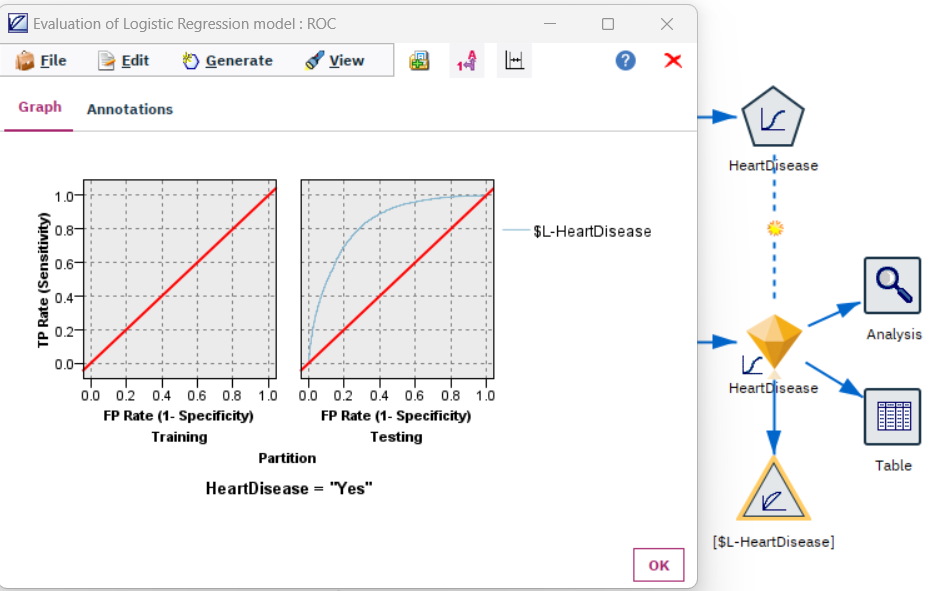 Evaluation of Logistic Regression model : ROC
File Edit Generate View
A
1
?
Graph Annotations
TP Rate (Sensitivity)
1.0
0.8
0.6
0.4
0.2
0.0
0.0 0.2 0.4 0.6 0.8 1.0
FP Rate (1- Specificity)
Training
0.0 0.2 0.4 0.6 0.8 1.0
FP Rate (1- Specificity)
Testing
Partition
HeartDisease = "Yes"
$L-HeartDisease
OK
HeartDisease
HeartDisease
Analysis
Table
[$L-HeartDisease]